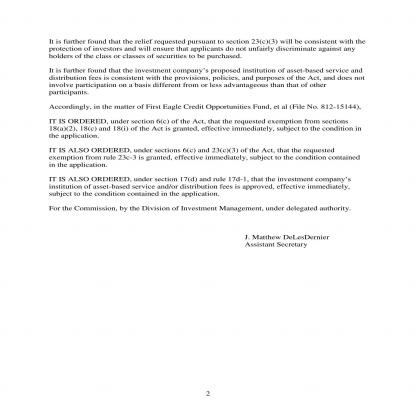 It is further found that the relief requested pursuant to section 23(c)(3) will be consistent with the
protection of investors and will ensure that applicants do not unfairly discriminate against any
holders of the class or classes of securities to be purchased.
It is further found that the investment company's proposed institution of asset-based service and
distribution fees is consistent with the provisions, policies, and purposes of the Act, and does not
involve participation on a basis different from or less advantageous than that of other
participants.
Accordingly, in the matter of First Eagle Credit Opportunities Fund, et al (File No. 812-15144),
IT IS ORDERED, under section 6(c) of the Act, that the requested exemption from sections
18(a)(2), 18(c) and 18(i) of the Act is granted, effective immediately, subject to the condition in
the application.
IT IS ALSO ORDERED, under sections 6(c) and 23(c)(3) of the Act, that the requested
exemption from rule 23c-3 is granted, effective immediately, subject to the condition contained
in the application.
IT IS ALSO ORDERED, under section 17(d) and rule 17d-1, that the investment company's
institution of asset-based service and/or distribution fees is approved, effective immediately,
subject to the condition contained in the application.
For the Commission, by the Division of Investment Management, under delegated authority.
J. Matthew DeLesDernier
Assistant Secretary
2